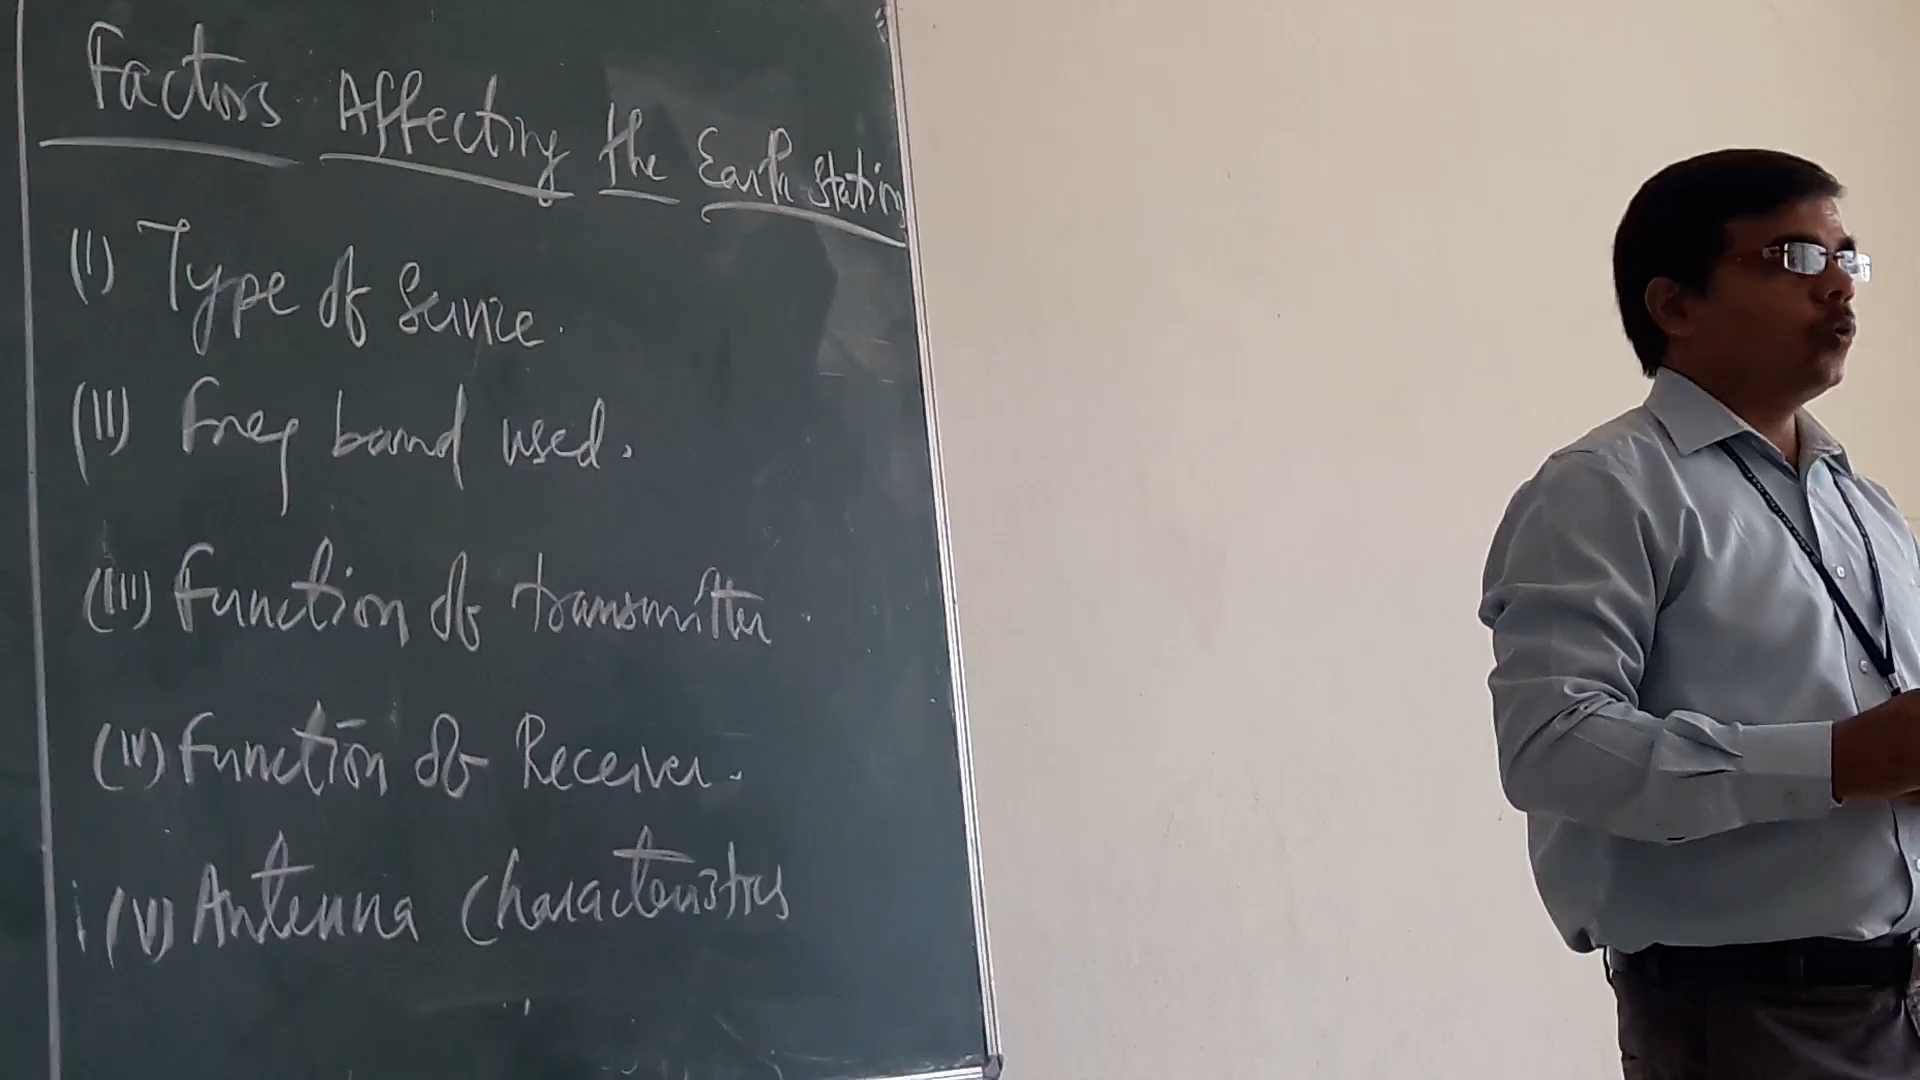 Factors Affecting the Earth Station
(I) Type of Service.
(II) Freq band used.
(III) Function of transmitter.
(IV) Function of Receiver.
(V) Antenna Characteristics